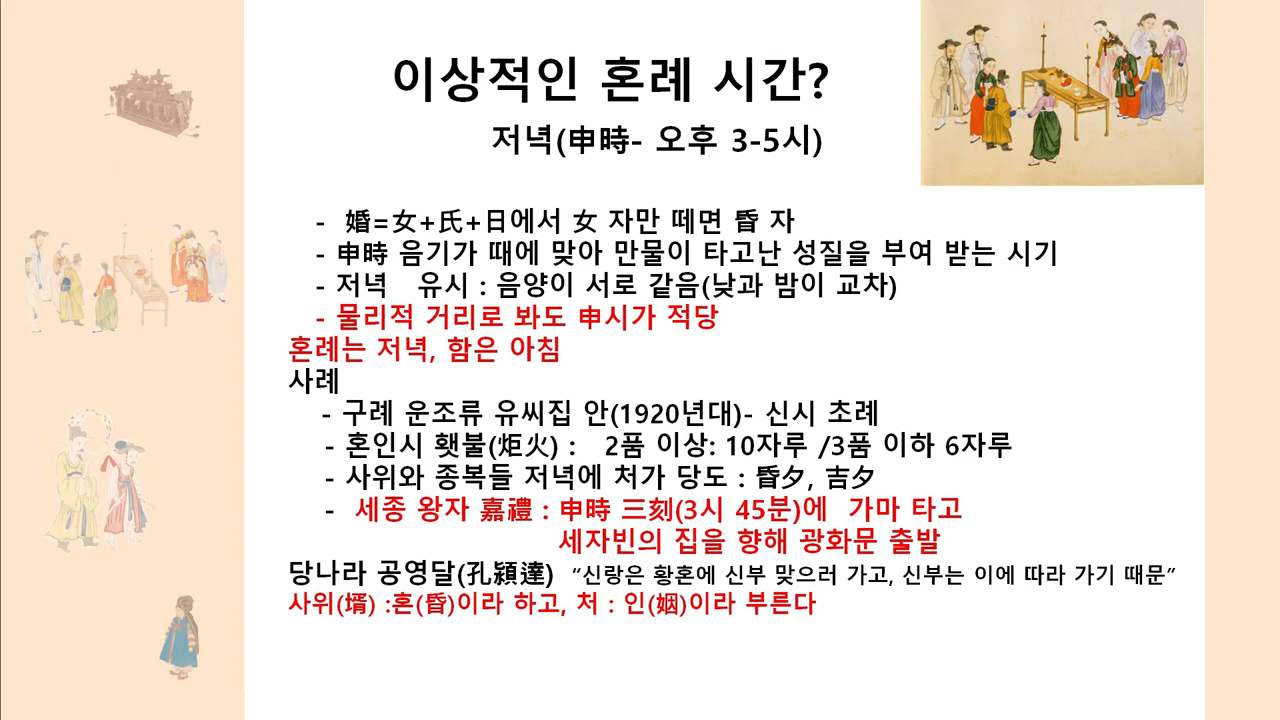 이상적인 혼례 시간?
저녁(申時- 오후 3-5시)
- 婚=女+氏+日에서 女 자만 떼면 昏 자
- 申時 음기가 때에 맞아 만물이 타고난 성질을 부여 받는 시기
- 저녁 유시 : 음양이 서로 같음(낮과 밤이 교차)
- 물리적 거리로 봐도 申시가 적당
혼례는 저녁, 함은 아침
사례
- 구례 운조류 유씨집 안(1920년대)- 신시 초례
- 혼인시 횃불(炬火) : 2품 이상: 10자루 /3품 이하 6자루
- 사위와 종복들 저녁에 처가 당도 : 昏夕, 吉夕
- 세종 왕자 嘉禮 : 申時 三刻(3시 45분)에 가마 타고
세자빈의 집을 향해 광화문 출발
당나라 공영달(孔穎達) “신랑은 황혼에 신부 맞으러 가고, 신부는 이에 따라 가기 때문”
사위(壻) :혼(昏)이라 하고, 처 : 인(姻)이라 부른다